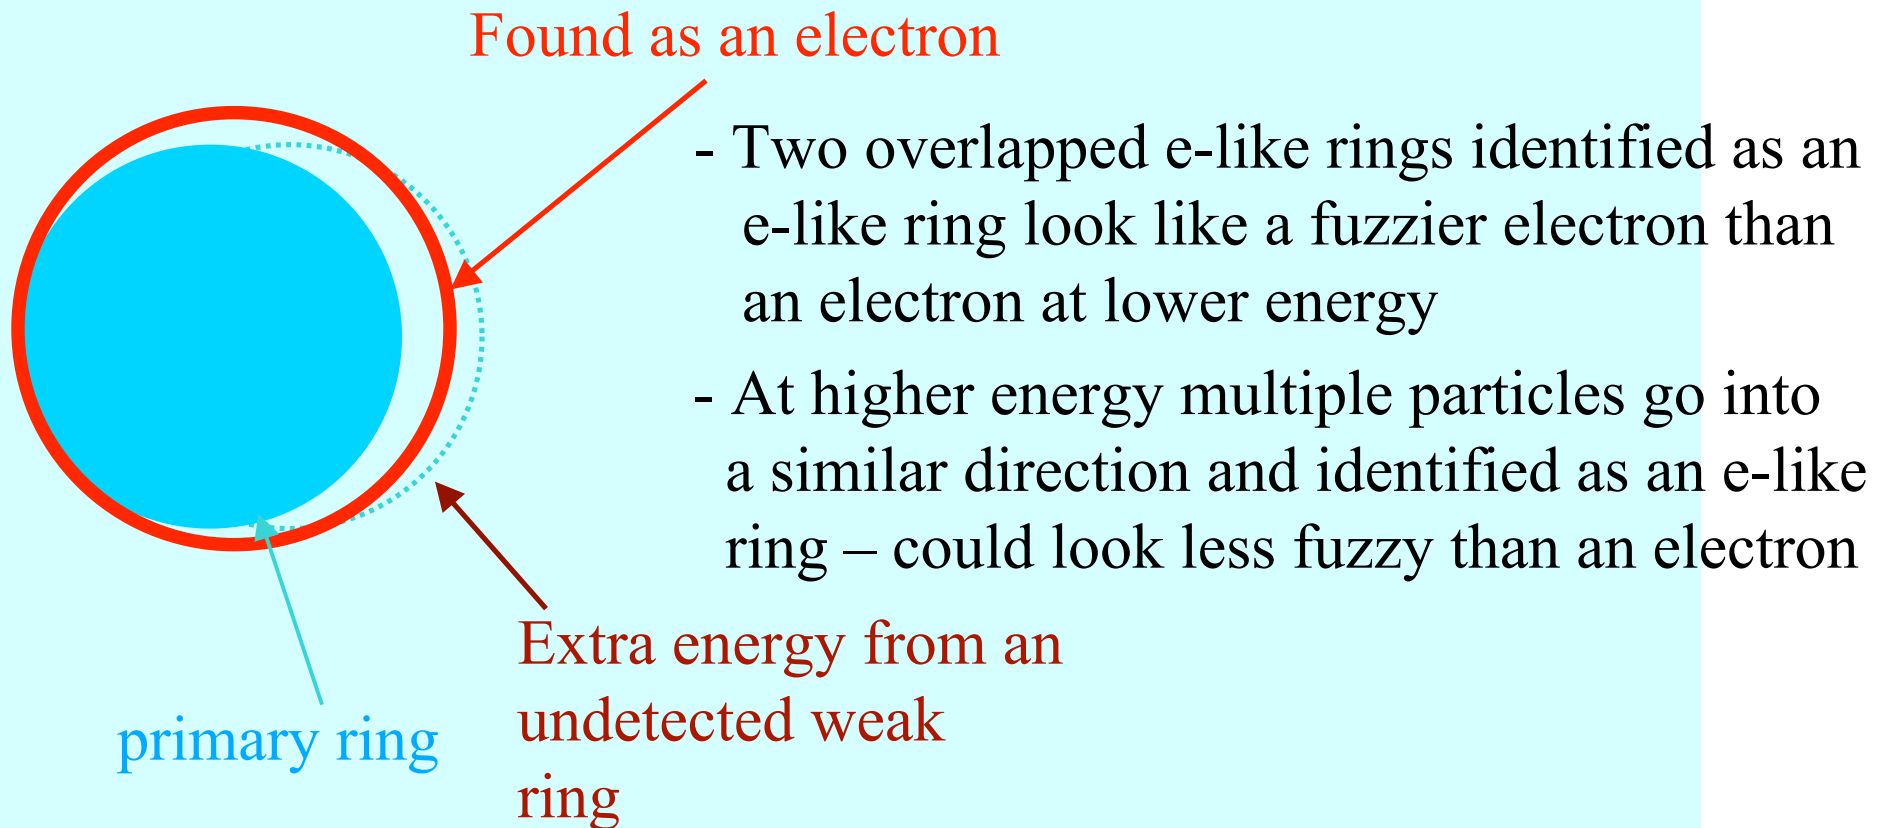 Found as an electron
- Two overlapped e-like rings identified as an
e-like ring look like a fuzzier electron than
an electron at lower energy
- At higher energy multiple particles go into
a similar direction and identified as an e-like
ring – could look less fuzzy than an electron
Extra energy from an
undetected weak
ring
primary ring